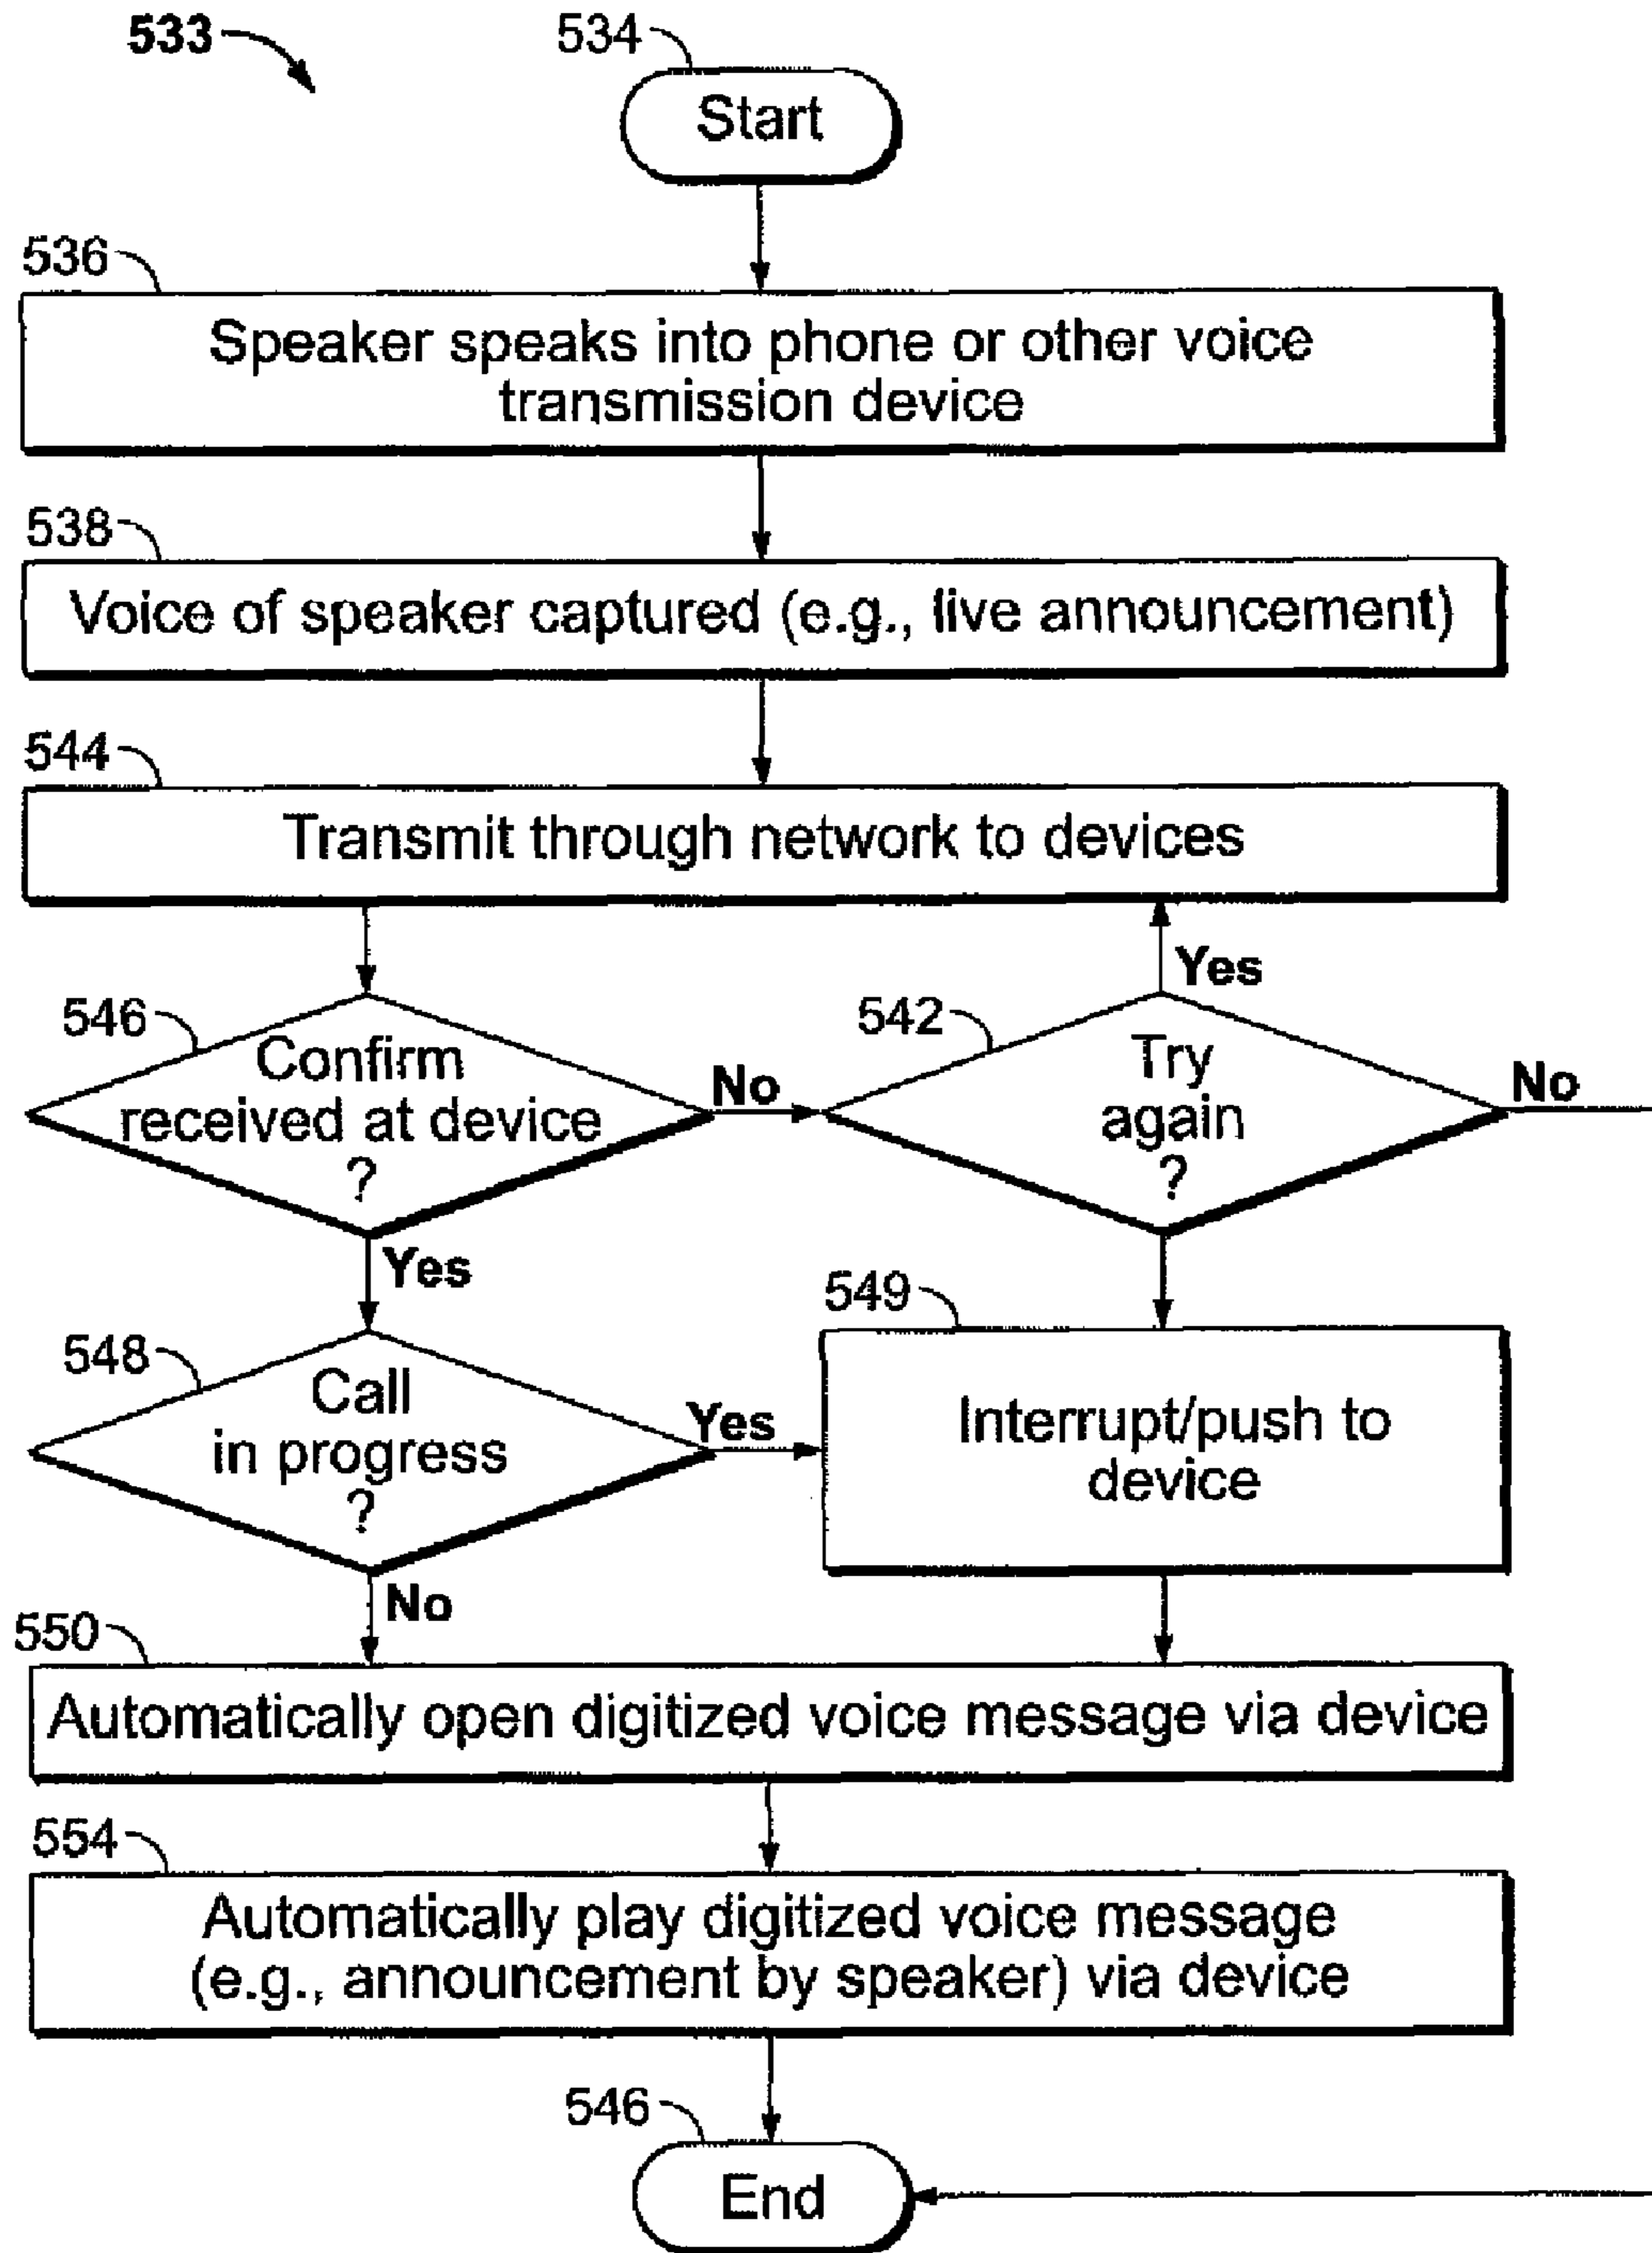 533
534
Start
536
Speaker speaks into phone or other voice
transmission device
538
Voice of speaker captured (e.g., live announcement)
544
Transmit through network to devices
Yes
546
Confirm
received at device
?
No
542
Try
again
?
No
Yes
548
Call
in progress
?
Yes
549
Interrupt/push to
device
No
550
Automatically open digitized voice message via device
554
Automatically play digitized voice message
(e.g., announcement by speaker) via device
546
End